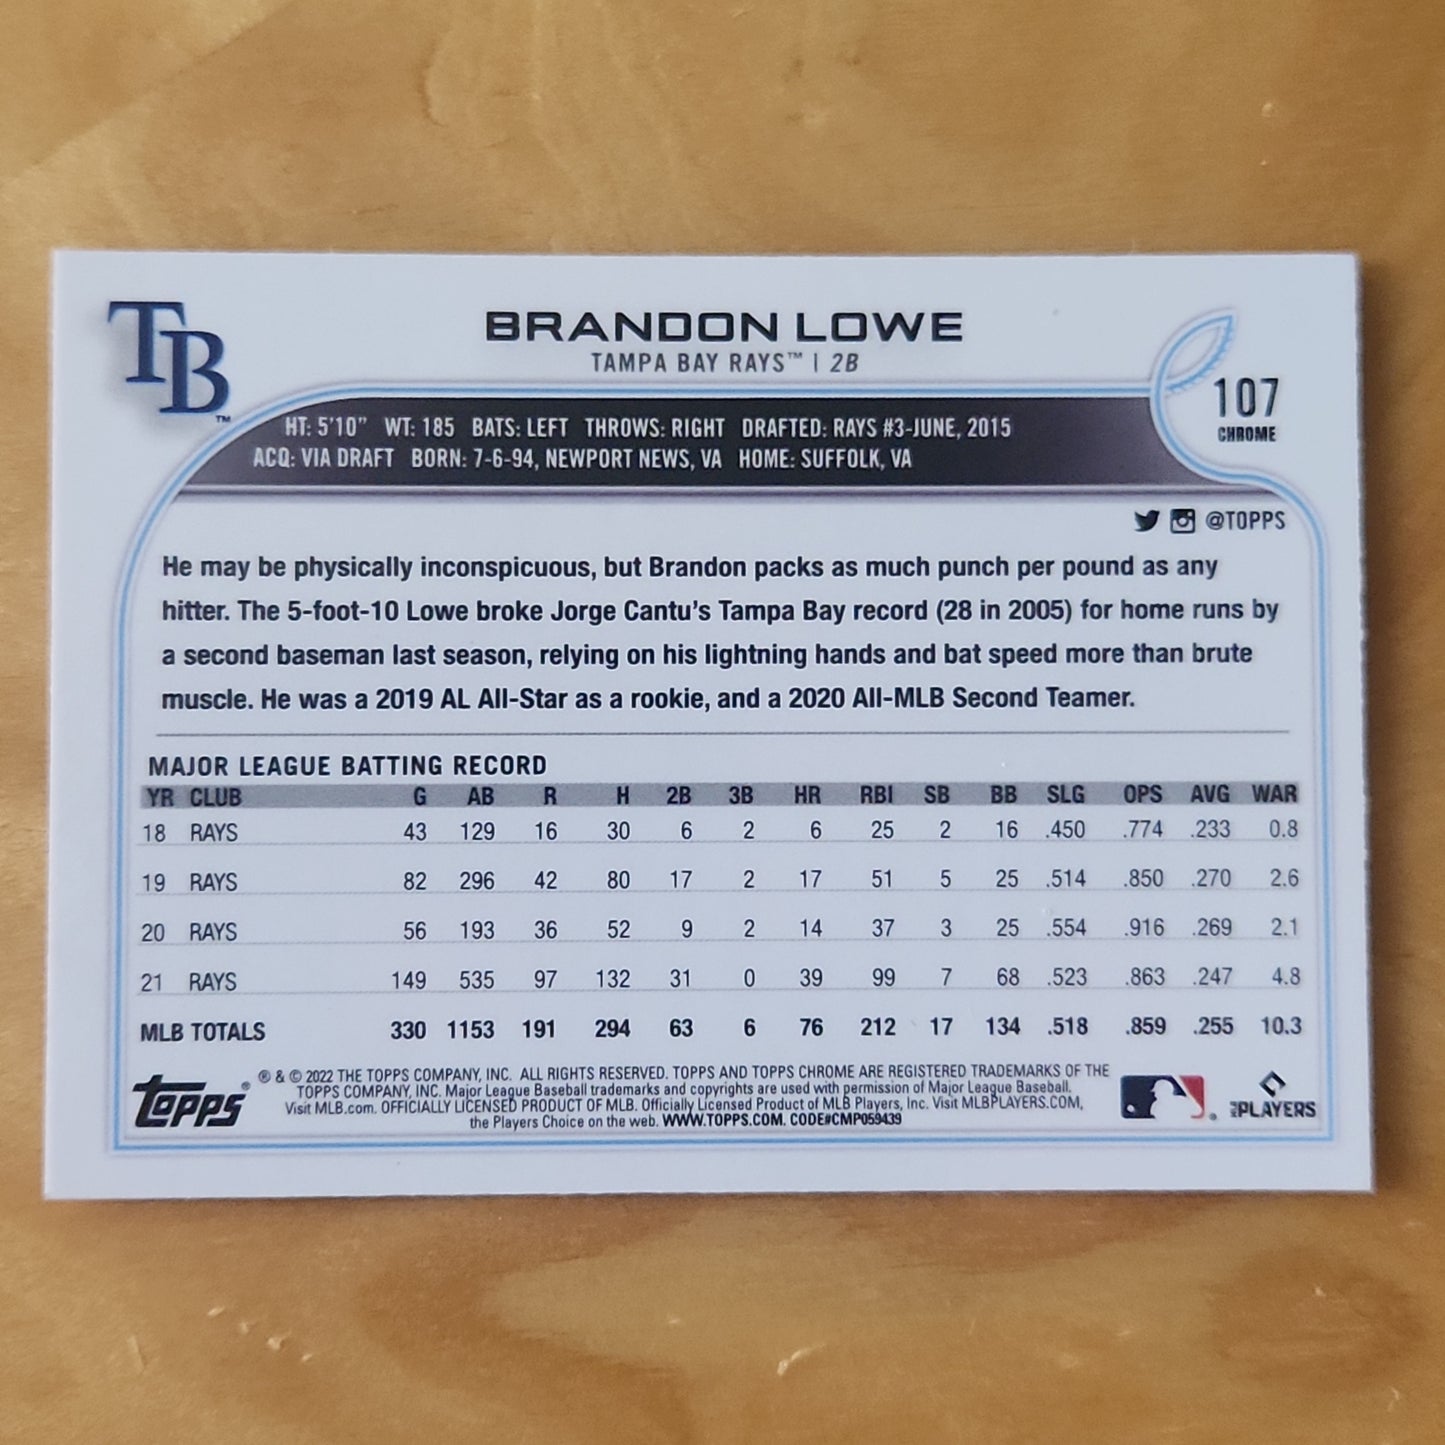 TB™
BRANDON LOWE
TAMPA BAY RAYS™ | 2B
107
CHROME
HT: 5'10" WT: 185 BATS: LEFT THROWS: RIGHT DRAFTED: RAYS #3-JUNE, 2015
ACQ: VIA DRAFT BORN: 7-6-94, NEWPORT NEWS, VA HOME: SUFFOLK, VA
@TOPPS
He may be physically inconspicuous, but Brandon packs as much punch per pound as any
hitter. The 5-foot-10 Lowe broke Jorge Cantu's Tampa Bay record (28 in 2005) for home runs by
a second baseman last season, relying on his lightning hands and bat speed more than brute
muscle. He was a 2019 AL All-Star as a rookie, and a 2020 All-MLB Second Teamer.
MAJOR LEAGUE BATTING RECORD
YR CLUB G AB R H 2B 3B HR RBI SB BB SLG OPS AVG WAR
18 RAYS 43 129 16 30 6 2 6 25 2 16 .450 .774 .233 0.8
19 RAYS 82 296 42 80 17 2 17 51 5 25 .514 .850 .270 2.6
20 RAYS 56 193 36 52 9 2 14 37 3 25 .554 .916 .269 2.1
21 RAYS 149 535 97 132 31 0 39 99 7 68 .523 .863 .247 4.8
MLB TOTALS 330 1153 191 294 63 6 76 212 17 134 .518 .859 .255 10.3
Topps®
® & © 2022 THE TOPPS COMPANY, INC. ALL RIGHTS RESERVED. TOPPS AND TOPPS CHROME ARE REGISTERED TRADEMARKS OF THE
TOPPS COMPANY, INC. Major League Baseball trademarks and copyrights are used with permission of Major League Baseball.
Visit MLB.com. OFFICIALLY LICENSED PRODUCT OF MLB. Officially Licensed Product of MLB Players, Inc. Visit MLBPLAYERS.COM,
the Players Choice on the web. WWW.TOPPS.COM. CODE#CMP059439
MLBPLAYERS